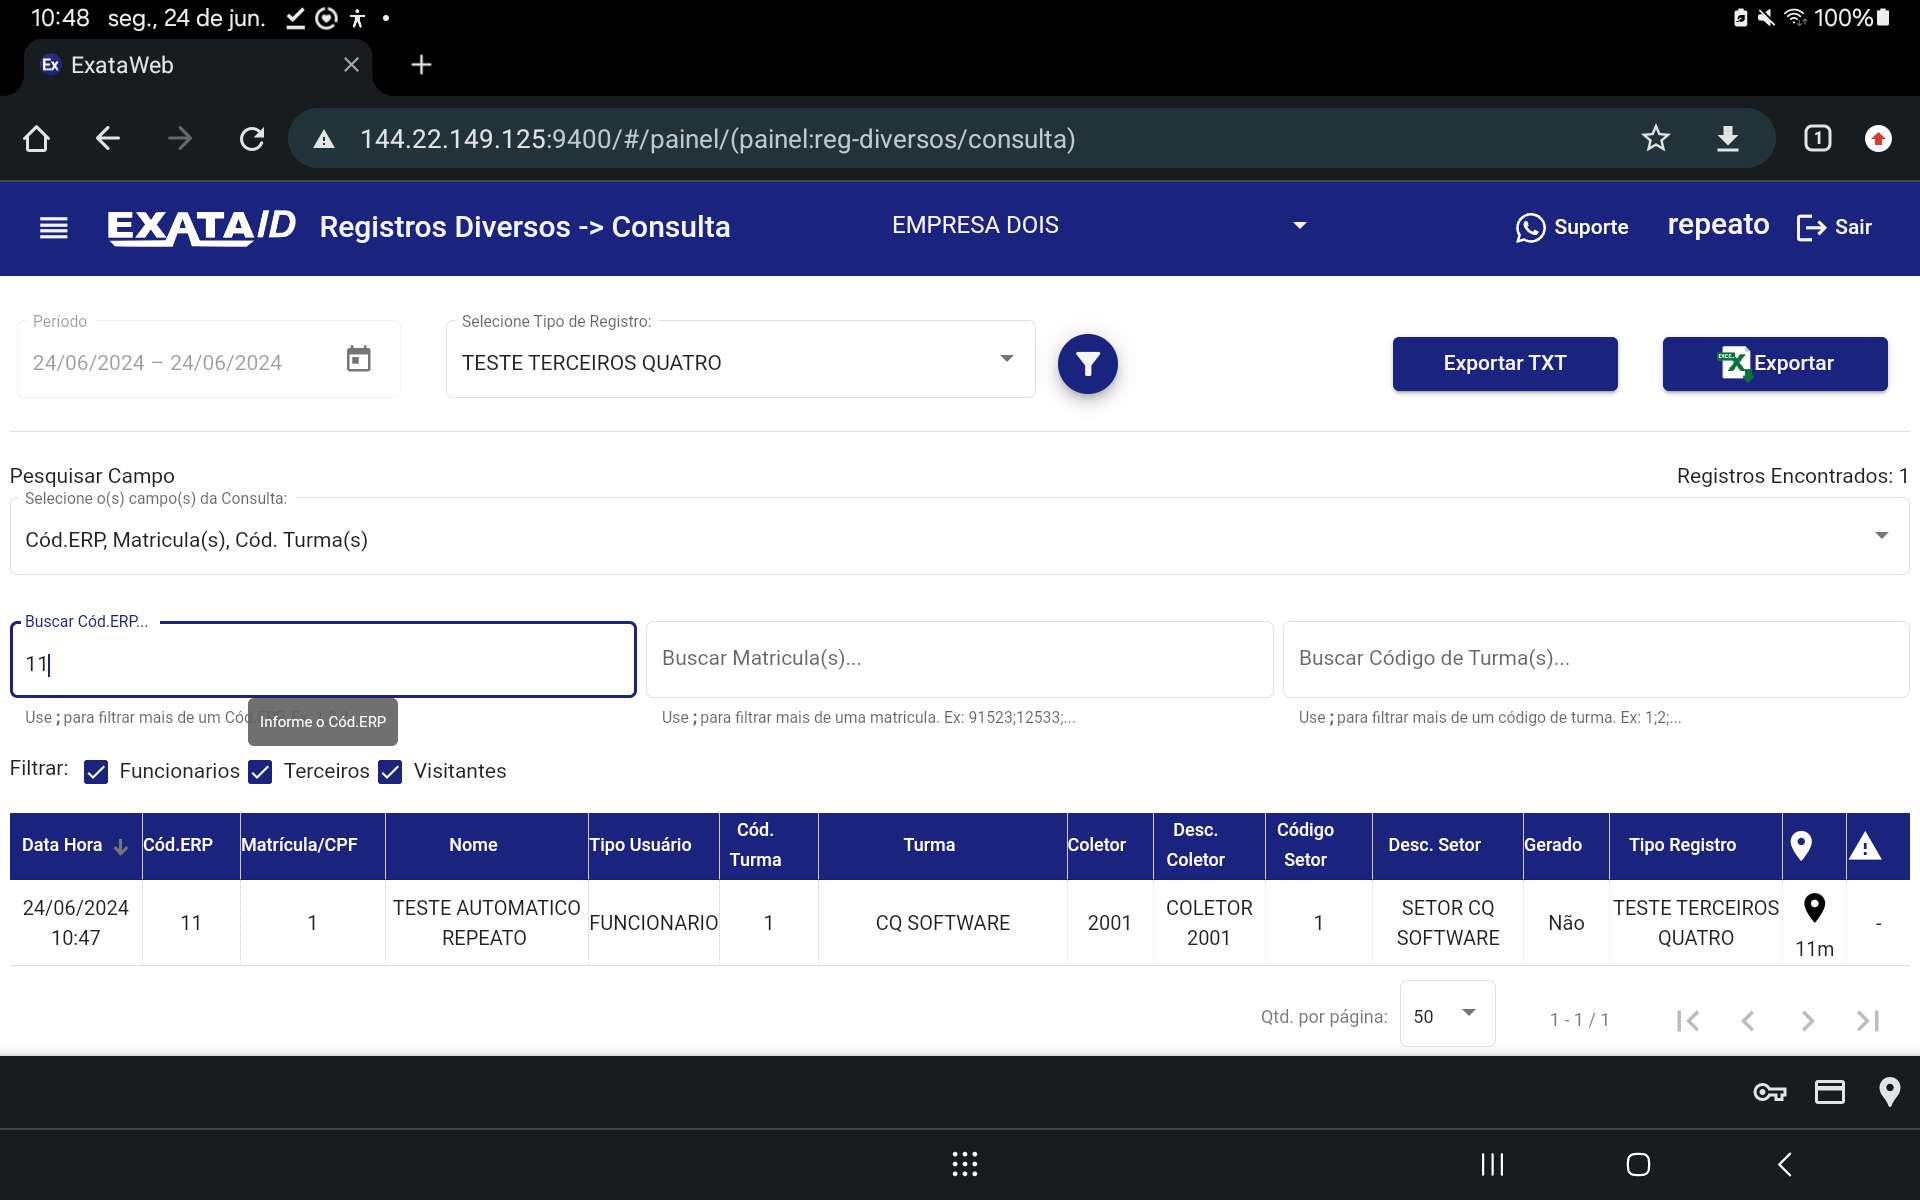 10:48 seg., 24 de jun.
100%
Ex ExataWeb
144.22.149.125:9400/#/painel/(painel:reg-diversos/consulta)
1
EXATA/ID Registros Diversos -> Consulta EMPRESA DOIS Suporte repeato Sair
Período
24/06/2024 – 24/06/2024
Selecione Tipo de Registro:
TESTE TERCEIROS QUATRO
Exportar TXT
Exportar
Pesquisar Campo
Registros Encontrados: 1
Selecione o(s) campo(s) da Consulta:
Cód.ERP, Matricula(s), Cód. Turma(s)
Buscar Cód.ERP...
11
Buscar Matricula(s)...
Buscar Código de Turma(s)...
Use ; para filtrar mais de um Cód
Informe o Cód.ERP
Use ; para filtrar mais de uma matricula. Ex: 91523;12533;...
Use ; para filtrar mais de um código de turma. Ex: 1;2;...
Filtrar: Funcionarios Terceiros Visitantes
Data Hora Cód.ERP Matrícula/CPF Nome Tipo Usuário Cód. Turma Turma Coletor Desc. Coletor Código Setor Desc. Setor Gerado Tipo Registro
24/06/2024 10:47 11 1 TESTE AUTOMATICO REPEATO FUNCIONARIO 1 CQ SOFTWARE 2001 COLETOR 2001 1 SETOR CQ SOFTWARE Não TESTE TERCEIROS QUATRO 11m -
Qtd. por página: 50 1 - 1 / 1